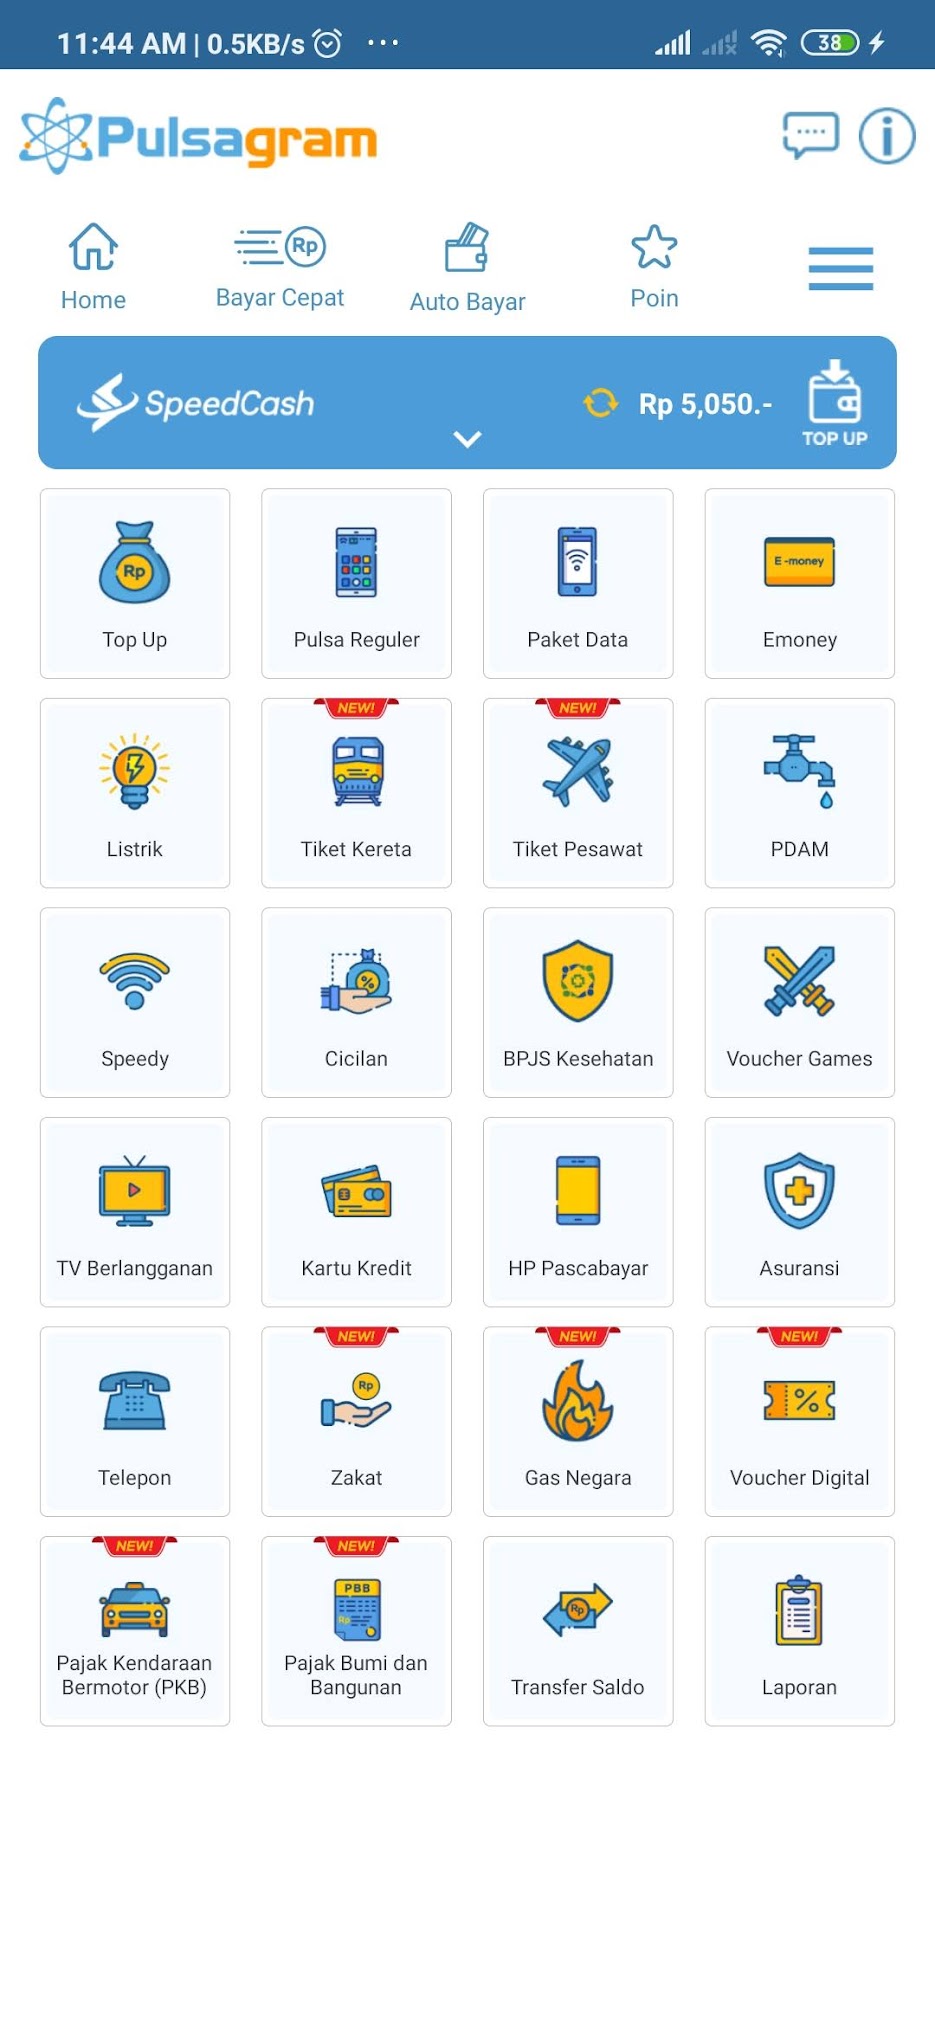 11:44 AM | 0.5KB/s ...
38
Pulsagram
Home
Bayar Cepat
Rp
Auto Bayar
Poin
SpeedCash
Rp 5,050.-
TOP UP
Rp
Top Up
Pulsa Reguler
Paket Data
E-money
Emoney
Listrik
NEW!
Tiket Kereta
NEW!
Tiket Pesawat
PDAM
Speedy
%
Cicilan
BPJS Kesehatan
Voucher Games
TV Berlangganan
Kartu Kredit
HP Pascabayar
Asuransi
Telepon
NEW!
Rp
Zakat
NEW!
Gas Negara
NEW!
%
Voucher Digital
NEW!
Pajak Kendaraan
Bermotor (PKB)
NEW!
PBB
Rp
Pajak Bumi dan
Bangunan
Rp
Transfer Saldo
Laporan